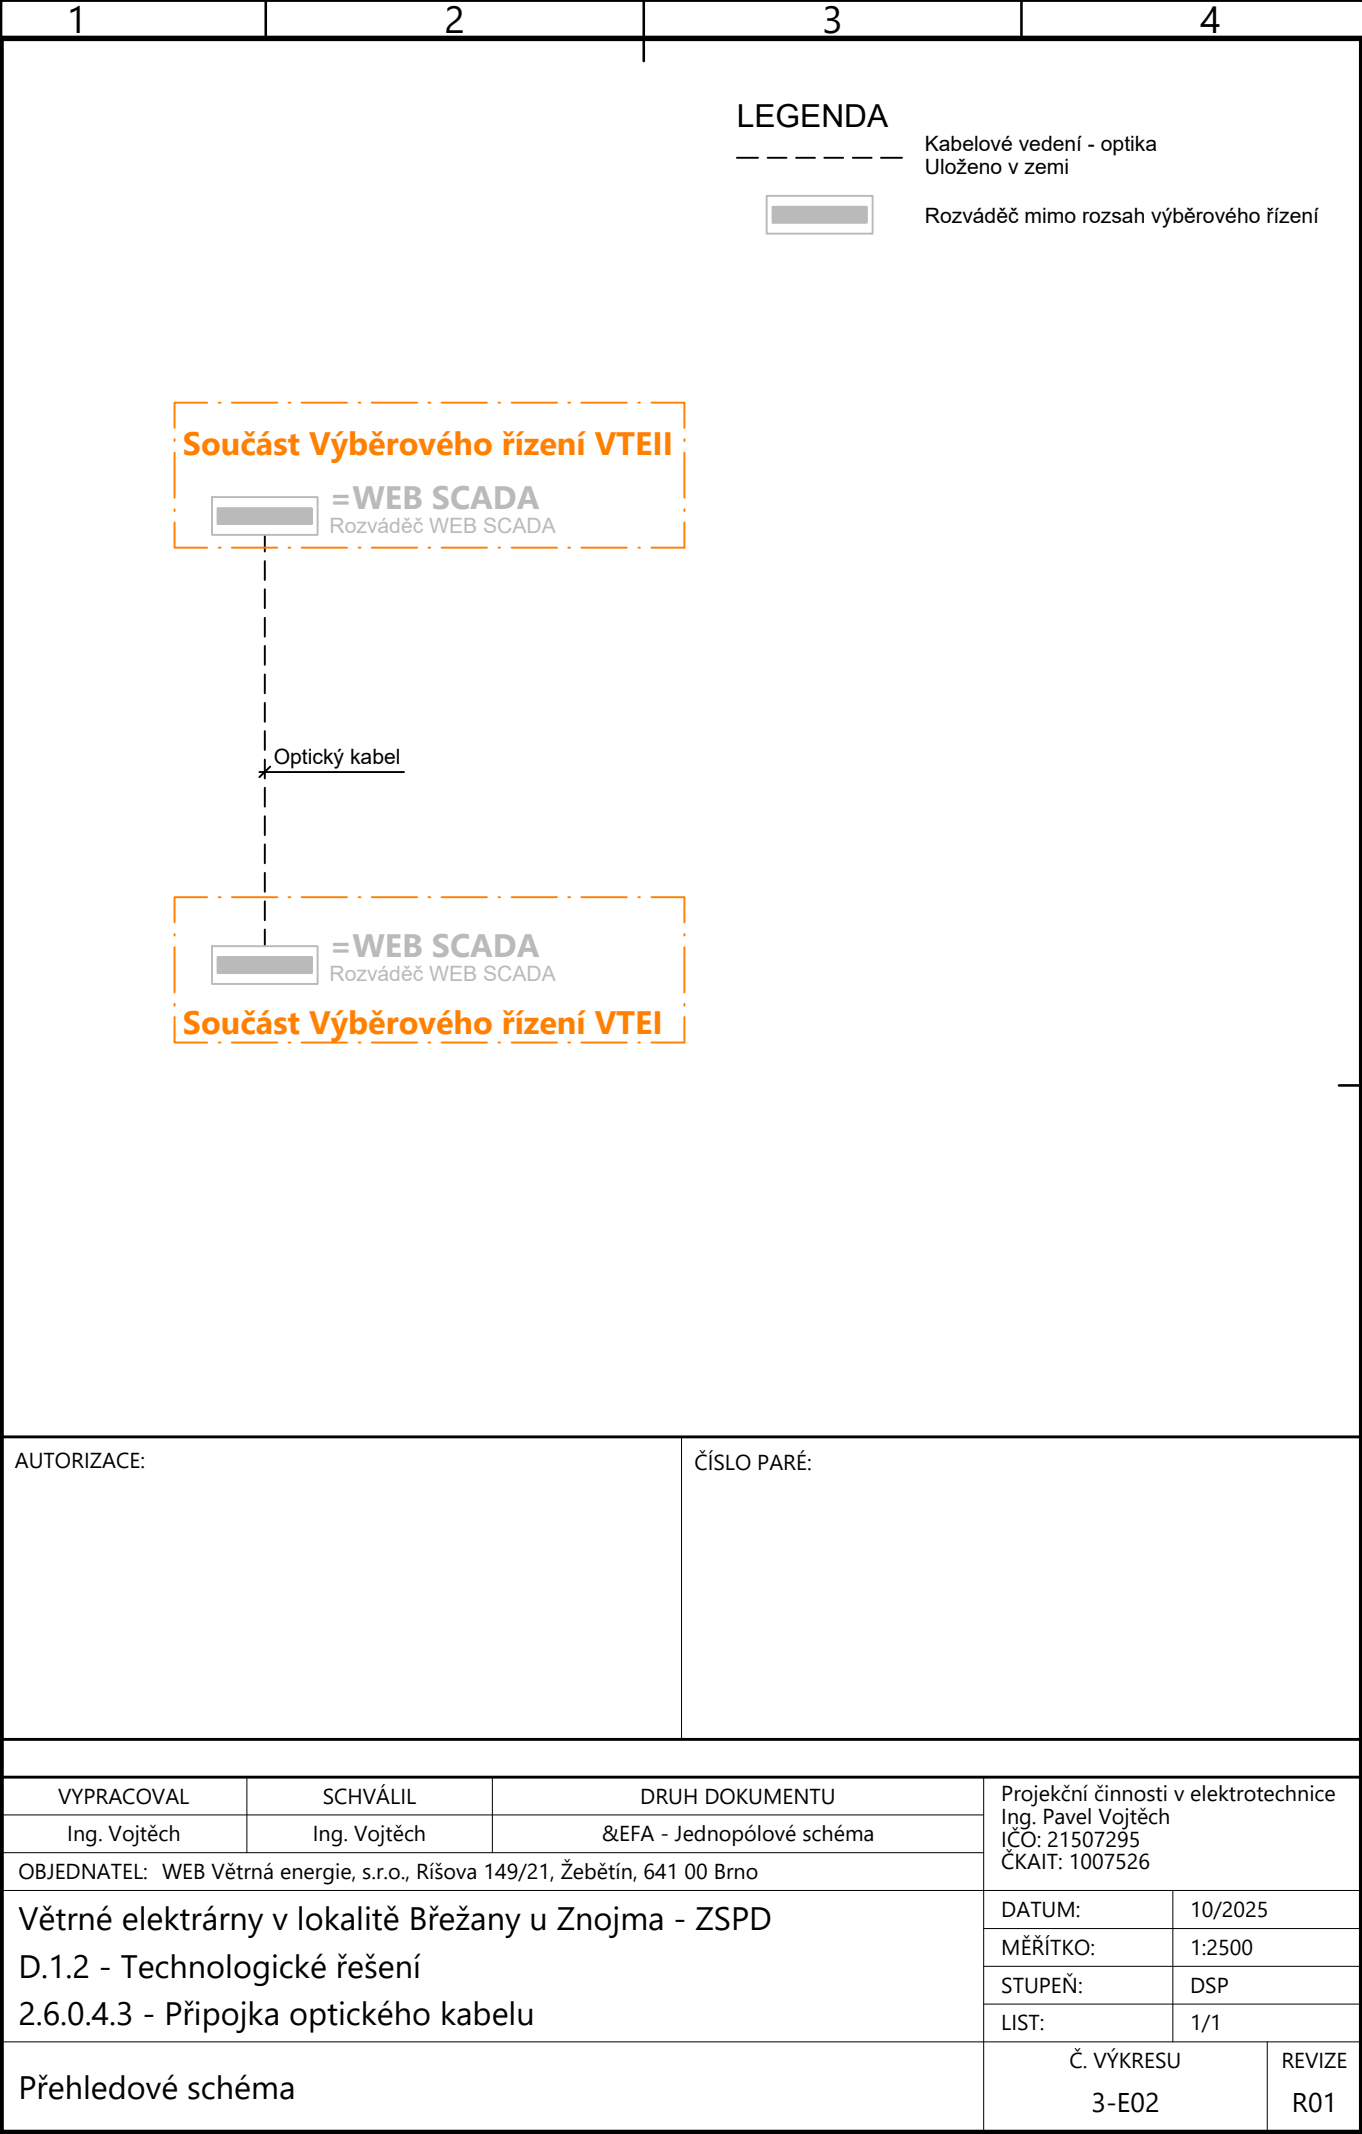 1 2 3 4
LEGENDA
Kabelové vedení - optika
Uloženo v zemi
Rozváděč mimo rozsah výběrového řízení
Součást Výběrového řízení VTEII
=WEB SCADA
Rozváděč WEB SCADA
Optický kabel
=WEB SCADA
Rozváděč WEB SCADA
Součást Výběrového řízení VTEI
AUTORIZACE:
ČÍSLO PARÉ:
VYPRACOVAL SCHVÁLIL DRUH DOKUMENTU
Ing. Vojtěch Ing. Vojtěch &EFA - Jednopólové schéma
OBJEDNATEL: WEB Větrná energie, s.r.o., Ríšova 149/21, Žebětín, 641 00 Brno
Projekční činnosti v elektrotechnice
Ing. Pavel Vojtěch
IČO: 21507295
ČKAIT: 1007526
Větrné elektrárny v lokalitě Břežany u Znojma - ZSPD
D.1.2 - Technologické řešení
2.6.0.4.3 - Připojka optického kabelu
DATUM: 10/2025
MĚŘÍTKO: 1:2500
STUPEŇ: DSP
LIST: 1/1
Přehledové schéma
Č. VÝKRESU REVIZE
3-E02 R01